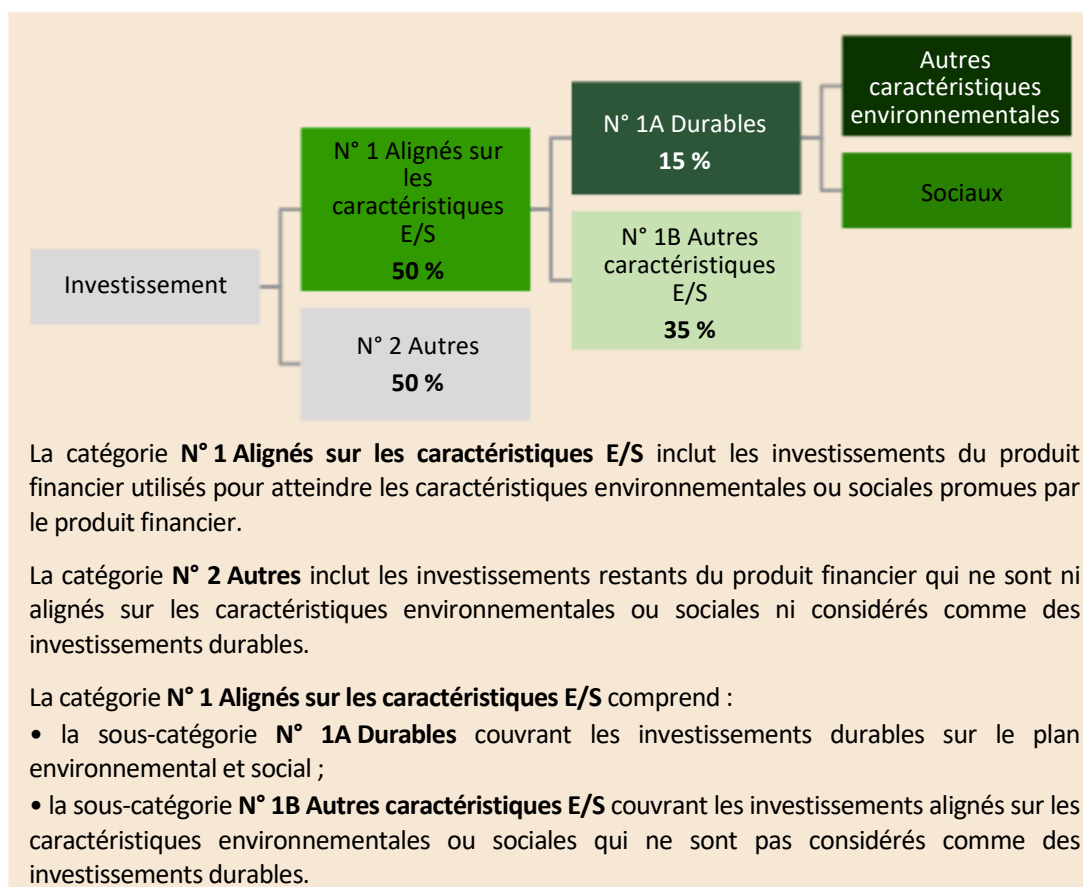 Investissement
N° 1 Alignés sur
les
caractéristiques
E/S
50 %
N° 2 Autres
50 %
N° 1A Durables
15 %
N° 1B Autres
caractéristiques
E/S
35 %
Autres
caractéristiques
environnementales
Sociaux
La catégorie N° 1 Alignés sur les caractéristiques E/S inclut les investissements du produit
financier utilisés pour atteindre les caractéristiques environnementales ou sociales promues par
le produit financier.
La catégorie N° 2 Autres inclut les investissements restants du produit financier qui ne sont ni
alignés sur les caractéristiques environnementales ou sociales ni considérés comme des
investissements durables.
La catégorie N° 1 Alignés sur les caractéristiques E/S comprend :
• la sous-catégorie N° 1A Durables couvrant les investissements durables sur le plan
environnemental et social ;
• la sous-catégorie N° 1B Autres caractéristiques E/S couvrant les investissements alignés sur les
caractéristiques environnementales ou sociales qui ne sont pas considérés comme des
investissements durables.